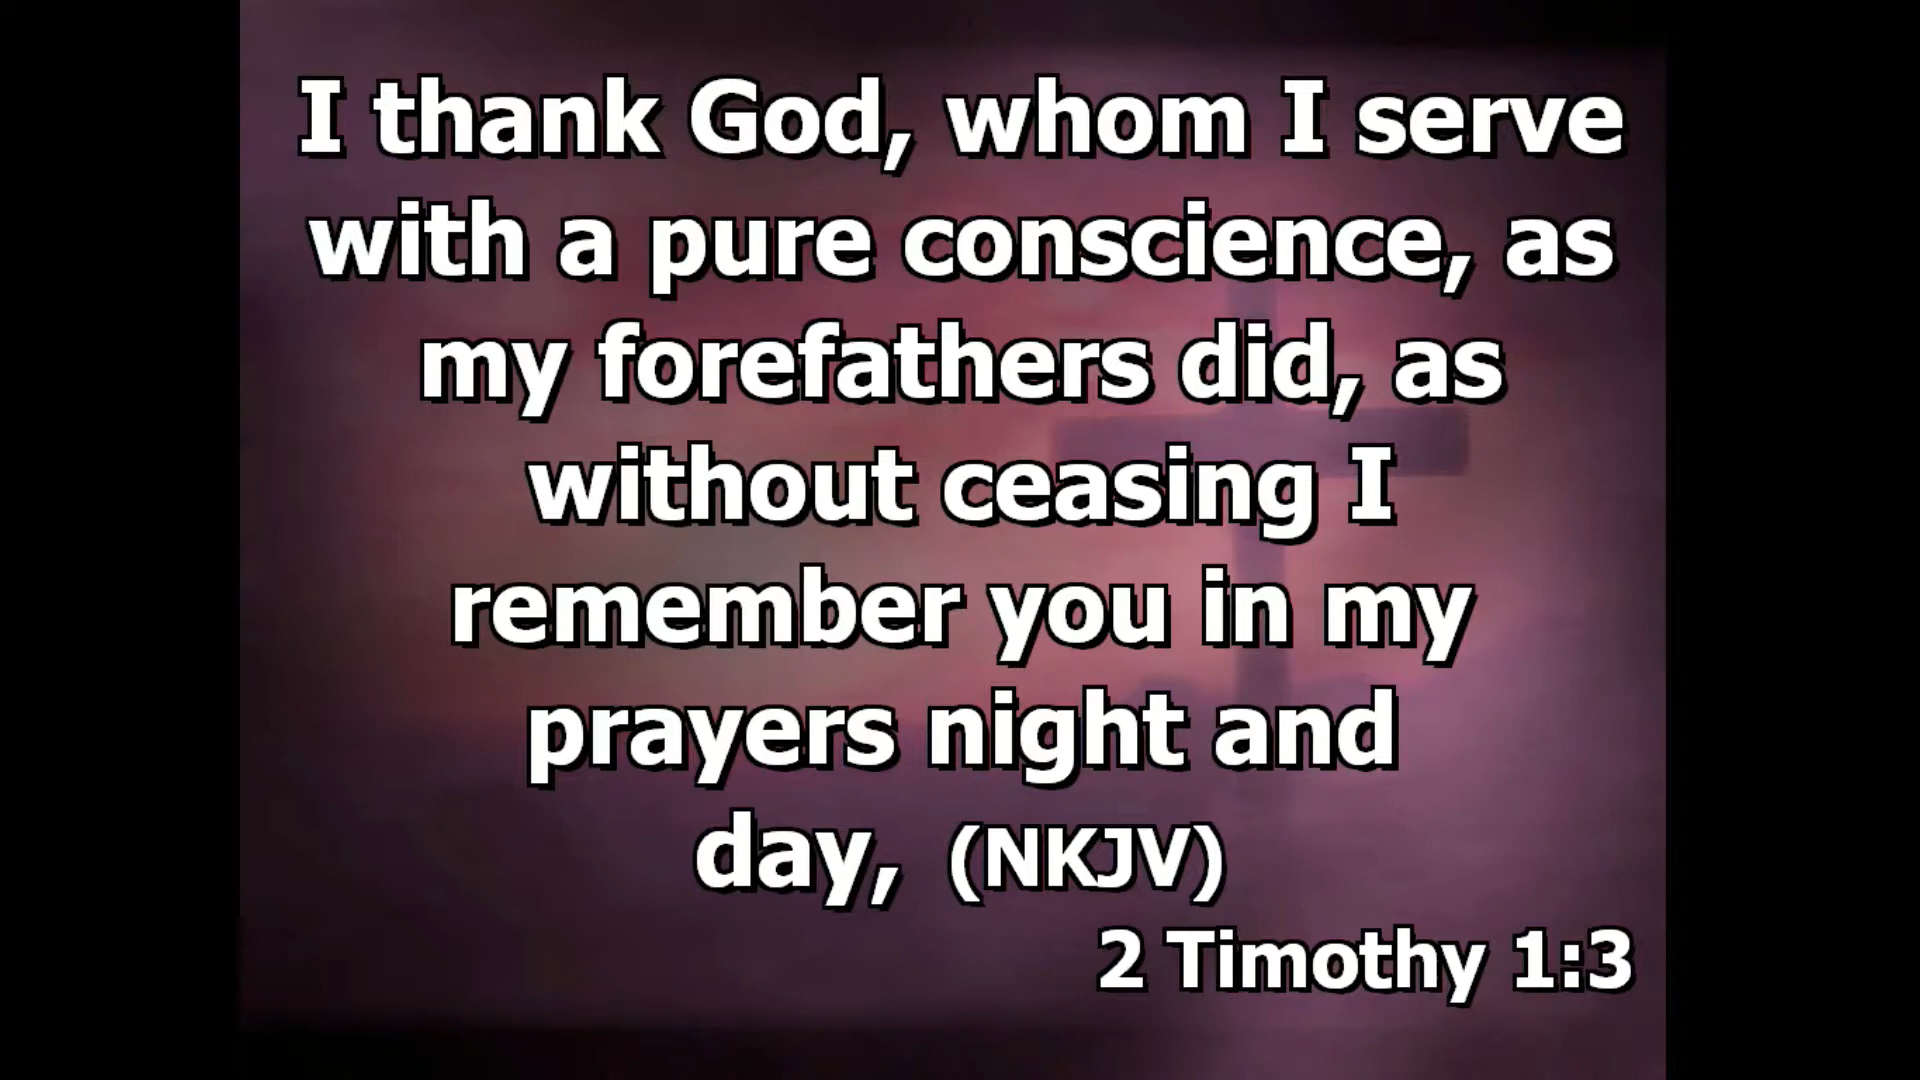 I thank God, whom I serve
with a pure conscience, as
my forefathers did, as
without ceasing I
remember you in my
prayers night and
day, (NKJV)
2 Timothy 1:3